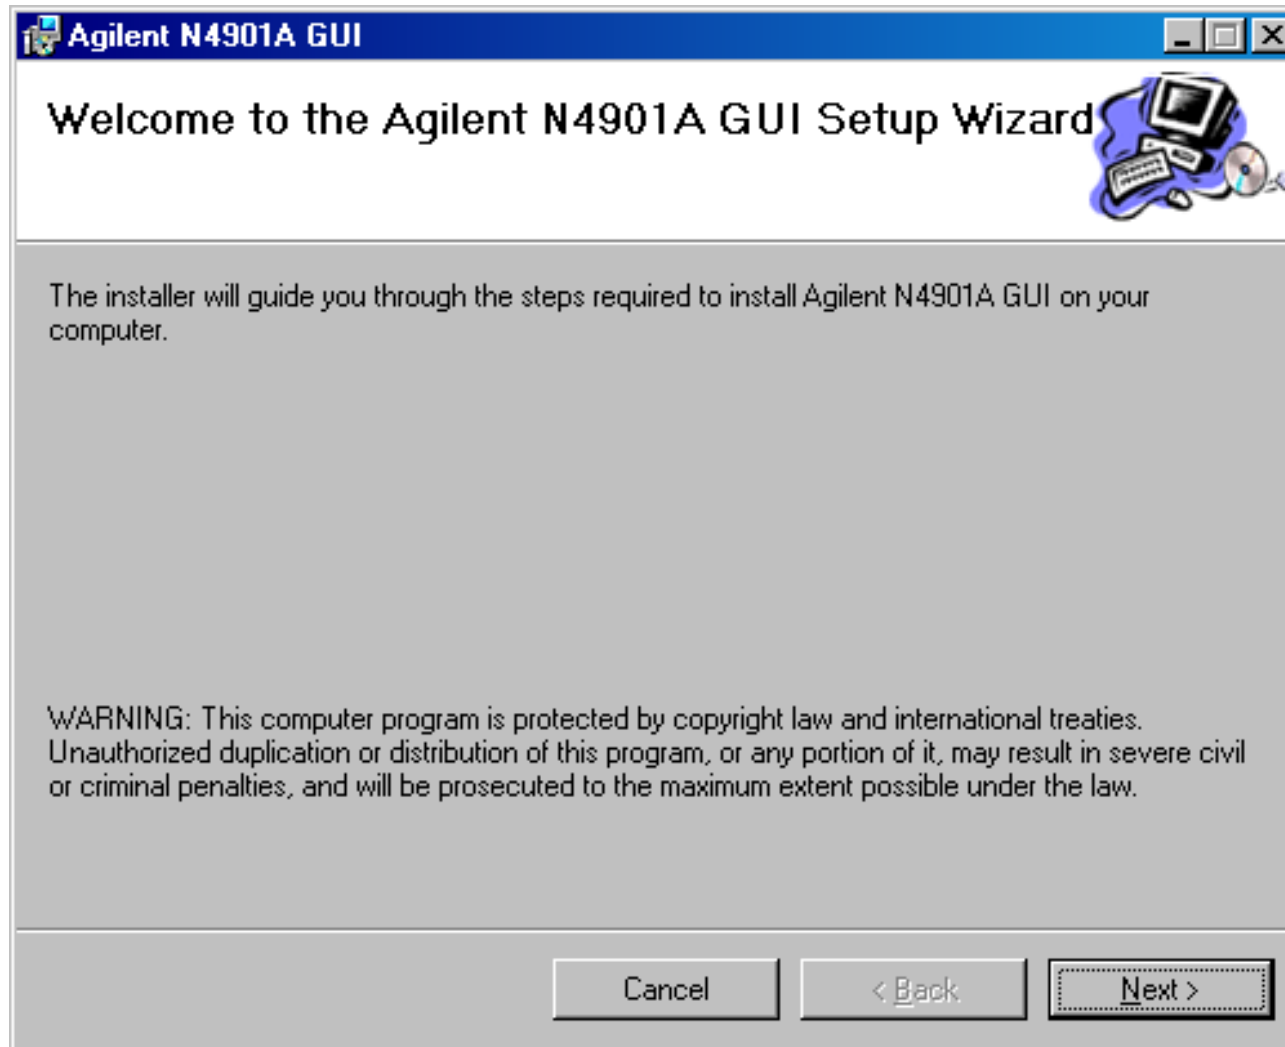 Agilent N4901A GUI
Welcome to the Agilent N4901A GUI Setup Wizard
The installer will guide you through the steps required to install Agilent N4901A GUI on your
computer.
WARNING: This computer program is protected by copyright law and international treaties.
Unauthorized duplication or distribution of this program, or any portion of it, may result in severe civil
or criminal penalties, and will be prosecuted to the maximum extent possible under the law.
Cancel < Back Next >